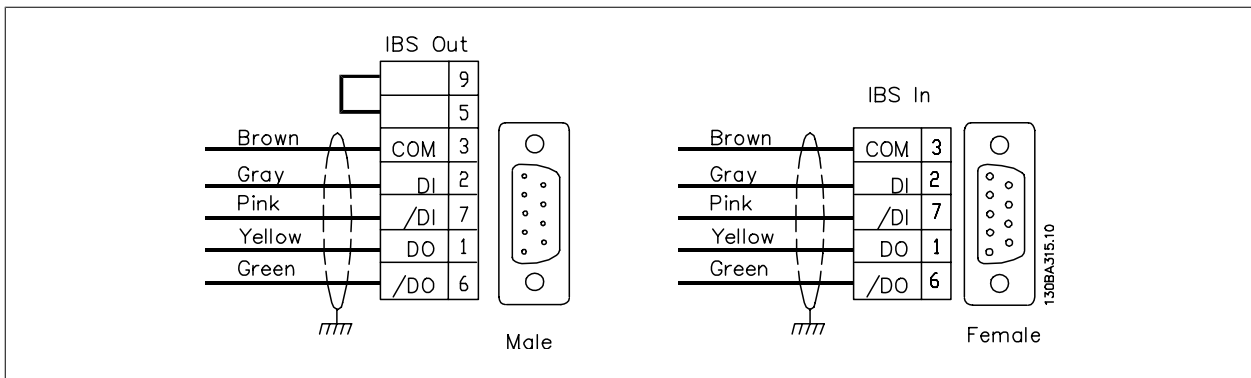 IBS Out
9
5
Brown COM 3
Gray DI 2
Pink /DI 7
Yellow DO 1
Green /DO 6
Male
IBS In
Brown COM 3
Gray DI 2
Pink /DI 7
Yellow DO 1
Green /DO 6
Female
130BA315.10